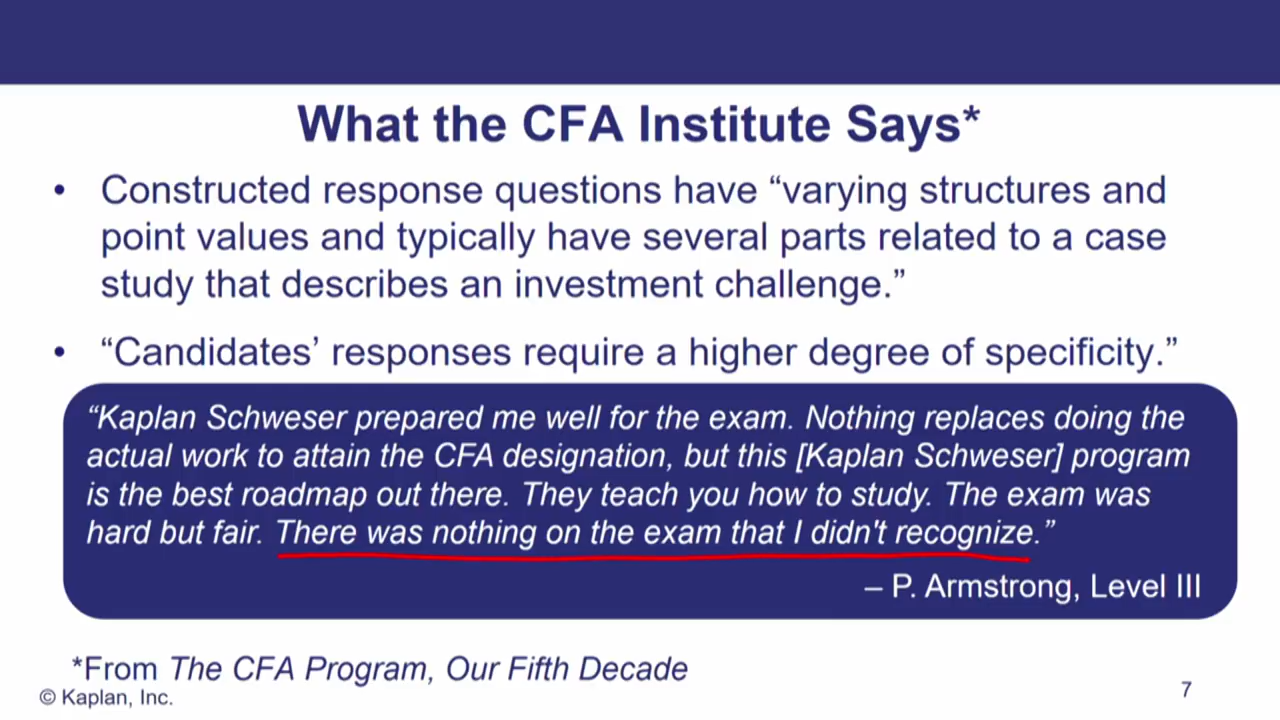 What the CFA Institute Says*
• Constructed response questions have “varying structures and
point values and typically have several parts related to a case
study that describes an investment challenge.”
• “Candidates’ responses require a higher degree of specificity.”
“Kaplan Schweser prepared me well for the exam. Nothing replaces doing the
actual work to attain the CFA designation, but this [Kaplan Schweser] program
is the best roadmap out there. They teach you how to study. The exam was
hard but fair. There was nothing on the exam that I didn't recognize.”
– P. Armstrong, Level III
*From The CFA Program, Our Fifth Decade
© Kaplan, Inc.
7